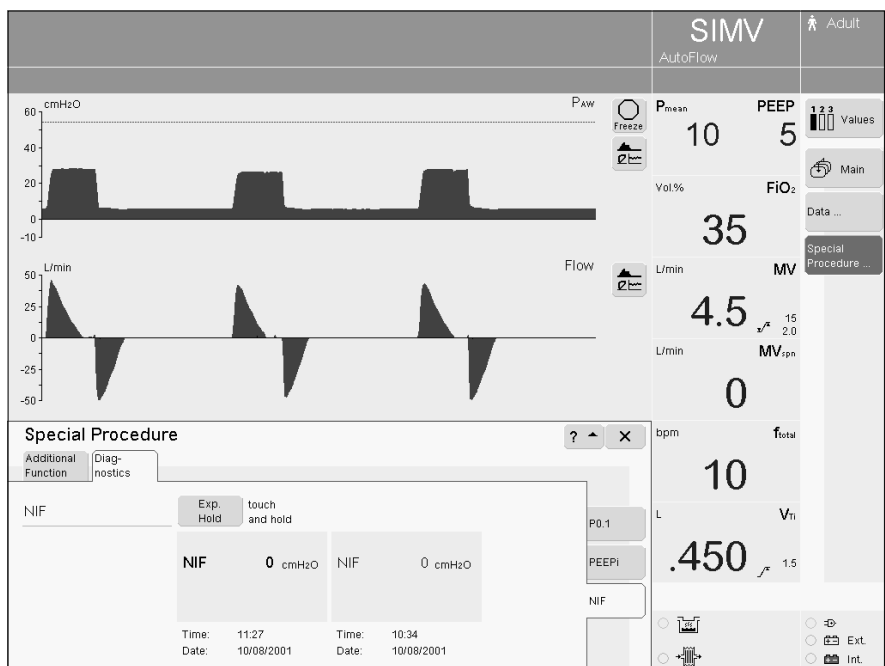 SIMV
AutoFlow
Adult
cmH2O
PAW
60
40
20
0
-10
Freeze
L/min
Flow
50
25
0
-25
-50
Pmean
PEEP
10
5
Vol.%
FiO2
35
L/min
MV
4.5
15
2.0
L/min
MVspn
0
bpm
ftotal
10
L
VTi
.450
1.5
1 2 3
Values
Main
Data ...
Special
Procedure ...
Special Procedure
?
Additional
Function
Diag-
nostics
NIF
Exp.
Hold
touch
and hold
NIF 0 cmH2O
NIF 0 cmH2O
Time: 11:27
Date: 10/08/2001
Time: 10:34
Date: 10/08/2001
P0.1
PEEPi
NIF
Ext.
Int.